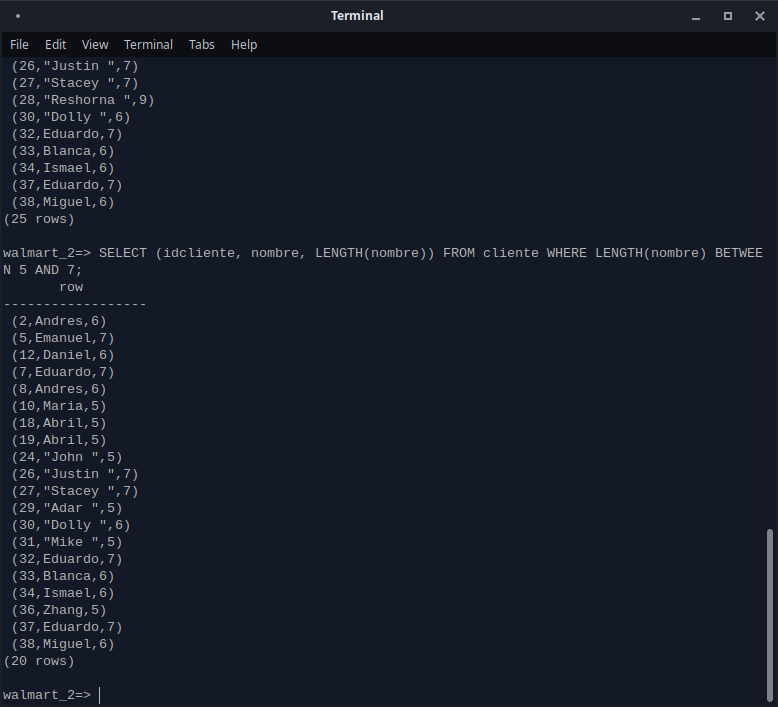 Terminal
File Edit View Terminal Tabs Help
(26,"Justin ",7)
(27,"Stacey ",7)
(28,"Reshorna ",9)
(30,"Dolly ",6)
(32,Eduardo,7)
(33,Blanca,6)
(34,Ismael,6)
(37,Eduardo,7)
(38,Miguel,6)
(25 rows)
walmart_2=> SELECT (idcliente, nombre, LENGTH(nombre)) FROM cliente WHERE LENGTH(nombre) BETWEE
N 5 AND 7;
row
------------------
(2,Andres,6)
(5,Emanuel,7)
(12,Daniel,6)
(7,Eduardo,7)
(8,Andres,6)
(10,Maria,5)
(18,Abril,5)
(19,Abril,5)
(24,"John ",5)
(26,"Justin ",7)
(27,"Stacey ",7)
(29,"Adar ",5)
(30,"Dolly ",6)
(31,"Mike ",5)
(32,Eduardo,7)
(33,Blanca,6)
(34,Ismael,6)
(36,Zhang,5)
(37,Eduardo,7)
(38,Miguel,6)
(20 rows)
walmart_2=>